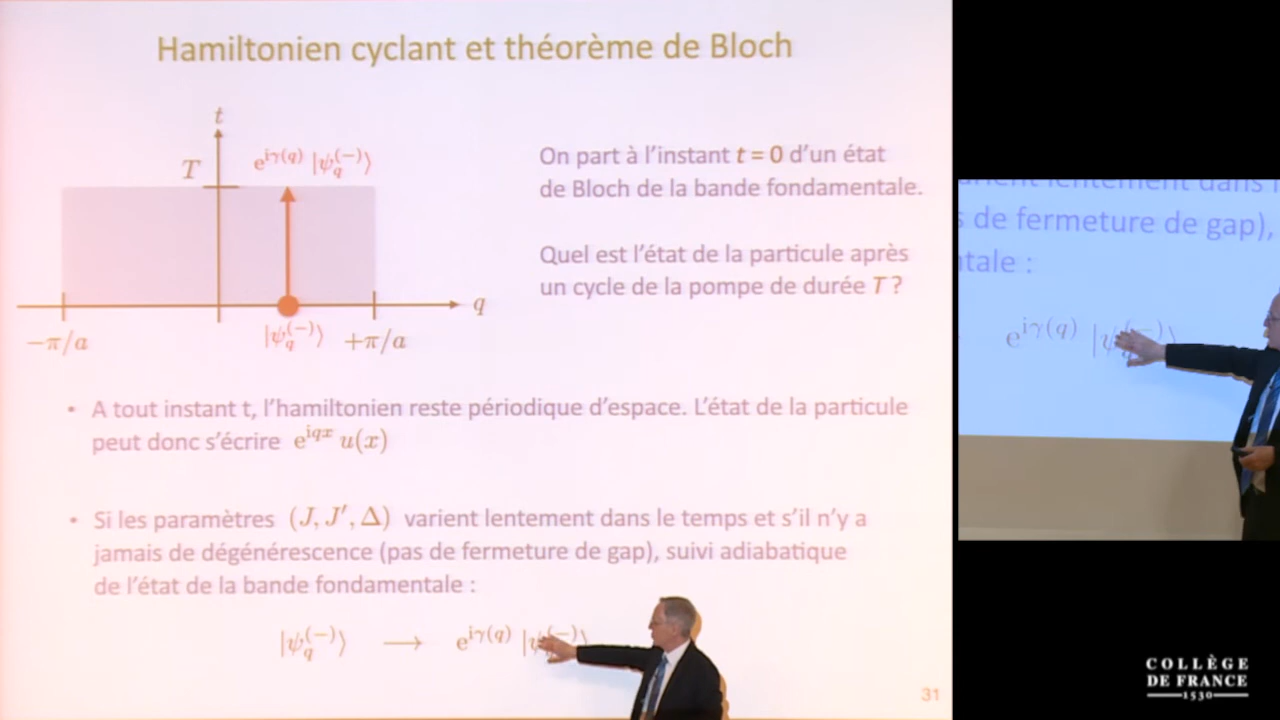 Hamiltonien cyclant et théorème de Bloch
t
T
e^{iγ(q)} |ψ_q^{(−)}⟩
q
−π/a
|ψ_q^{(−)}⟩
+π/a
On part à l'instant t = 0 d'un état
de Bloch de la bande fondamentale.
Quel est l'état de la particule après
un cycle de la pompe de durée T ?
• A tout instant t, l'hamiltonien reste périodique d'espace. L'état de la particule
peut donc s'écrire e^{iqx} u(x)
• Si les paramètres (J, J′, Δ) varient lentement dans le temps et s'il n'y a
jamais de dégénérescence (pas de fermeture de gap), suivi adiabatique
de l'état de la bande fondamentale :
|ψ_q^{(−)}⟩ ⟶ e^{iγ(q)} |ψ^{(−)}⟩
31
lentement dans
de fermeture de gap),
tale :
e^{iγ(q)} |ψ
COLLÈGE
DE FRANCE
1530